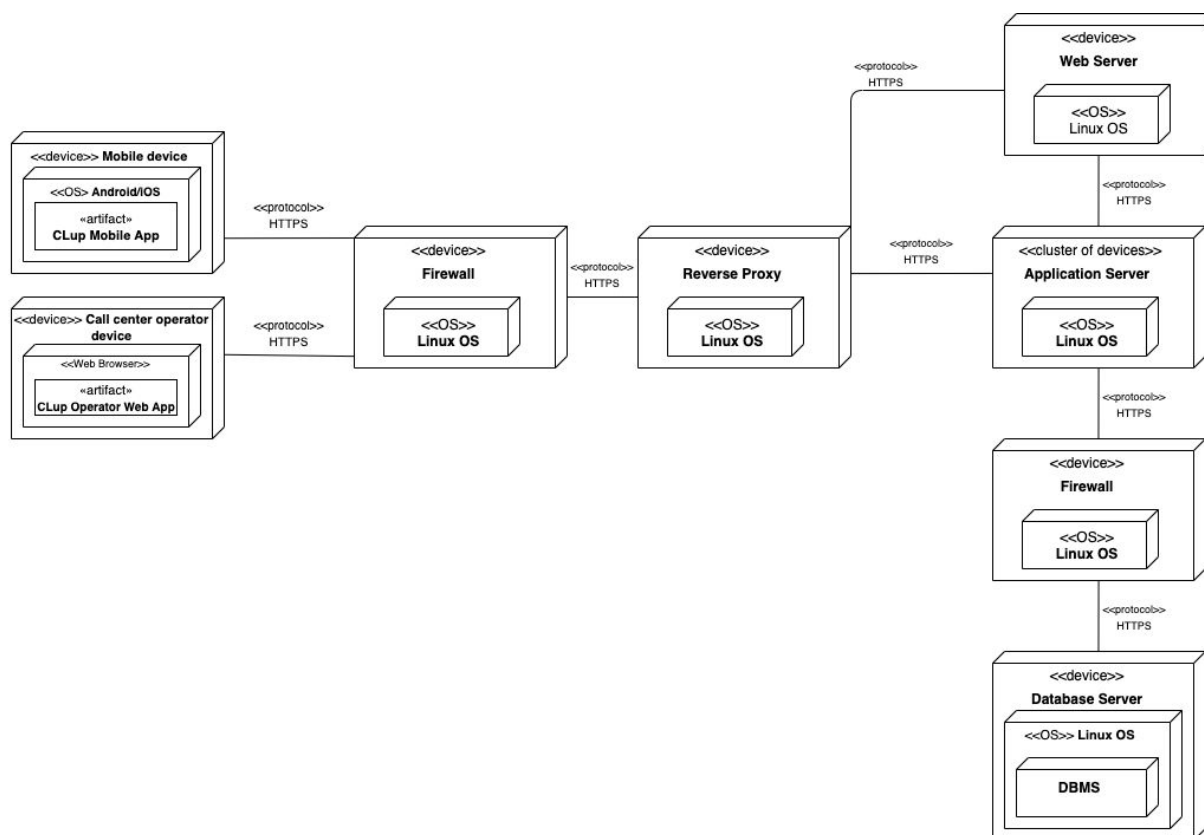 <<device>>
Web Server
<<OS>>
Linux OS
<<protocol>>
HTTPS
<<device>> Mobile device
<<OS> Android/IOS
«artifact»
CLup Mobile App
<<protocol>>
HTTPS
<<device>> Call center operator
device
<<Web Browser>>
«artifact»
CLup Operator Web App
<<protocol>>
HTTPS
<<device>>
Firewall
<<OS>>
Linux OS
<<protocol>>
HTTPS
<<device>>
Reverse Proxy
<<OS>>
Linux OS
<<protocol>>
HTTPS
<<protocol>>
HTTPS
<<cluster of devices>>
Application Server
<<OS>>
Linux OS
<<protocol>>
HTTPS
<<device>>
Firewall
<<OS>>
Linux OS
<<protocol>>
HTTPS
<<device>>
Database Server
<<OS>> Linux OS
DBMS